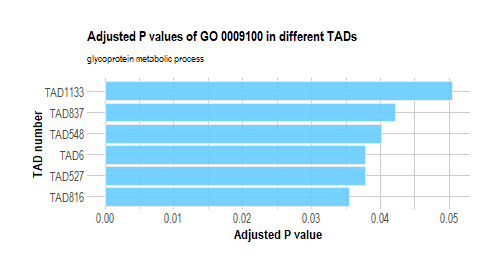 Adjusted P values of GO 0009100 in different TADs
glycoprotein metabolic process
TAD1133
TAD837
TAD548
TAD6
TAD527
TAD816
TAD number
0.00 0.01 0.02 0.03 0.04 0.05
Adjusted P value